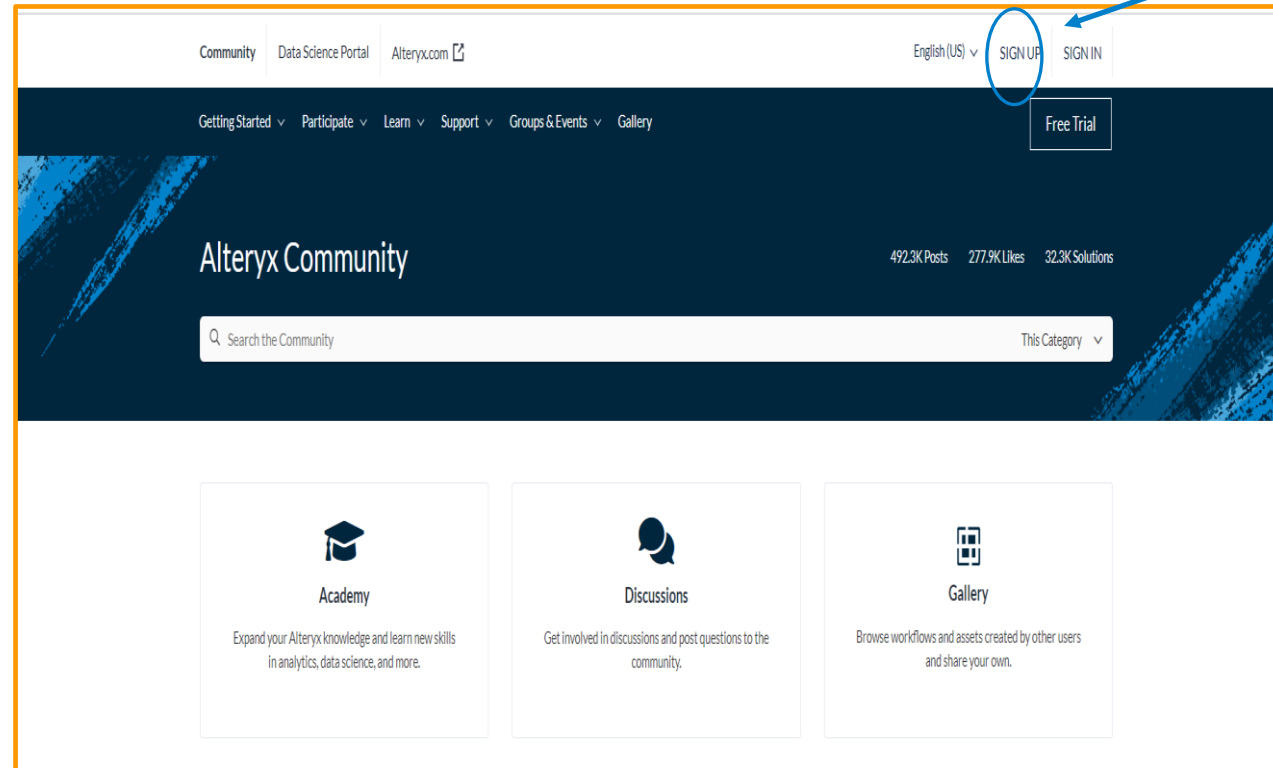 Community Data Science Portal Alteryx.com English (US) SIGN UP SIGN IN
Getting Started Participate Learn Support Groups & Events Gallery Free Trial
Alteryx Community 492.3K Posts 277.9K Likes 32.3K Solutions
Search the Community This Category
Academy
Expand your Alteryx knowledge and learn new skills
in analytics, data science, and more.
Discussions
Get involved in discussions and post questions to the
community.
Gallery
Browse workflows and assets created by other users
and share your own.